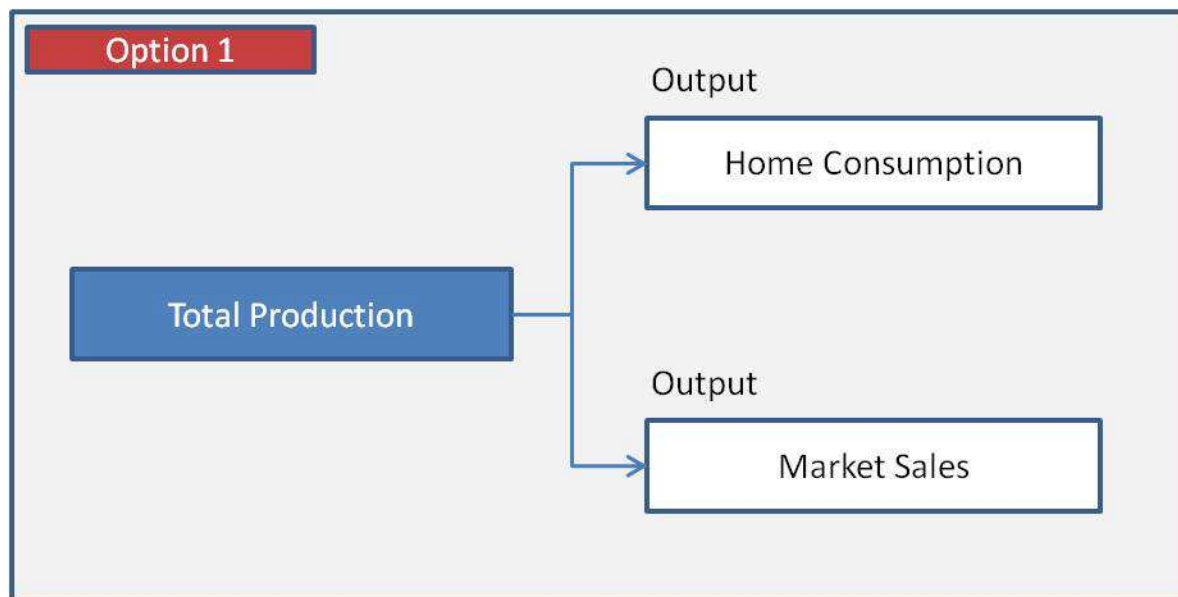 Option 1
Output
Home Consumption
Total Production
Output
Market Sales